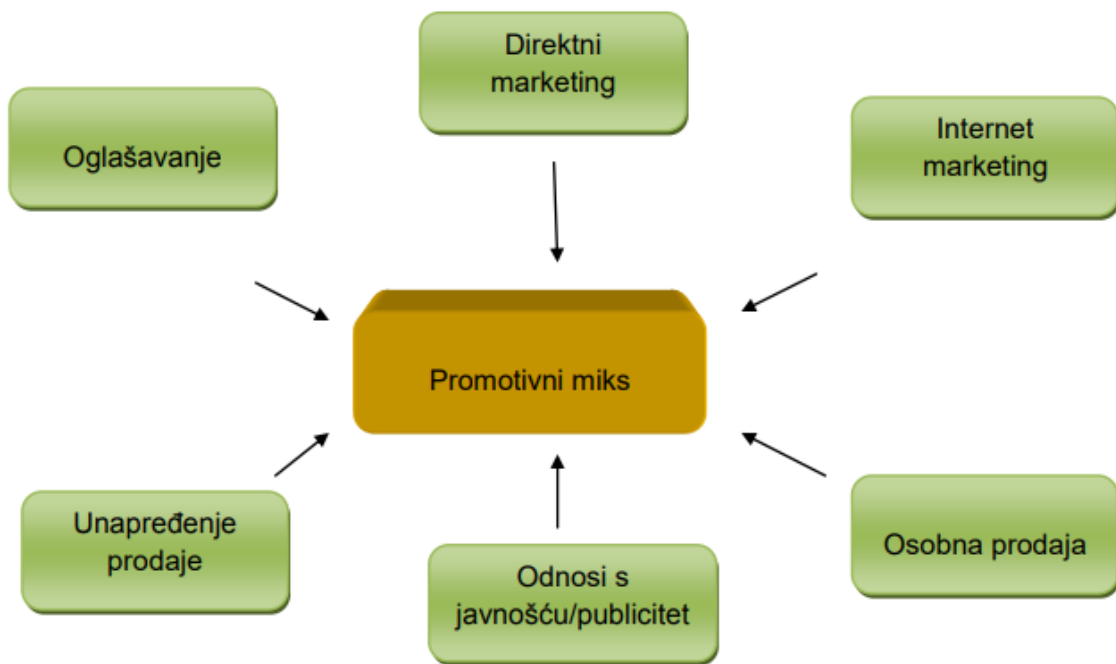 Direktni
marketing
Oglašavanje
Internet
marketing
Promotivni miks
Unapređenje
prodaje
Odnosi s
javnošću/publicitet
Osobna prodaja